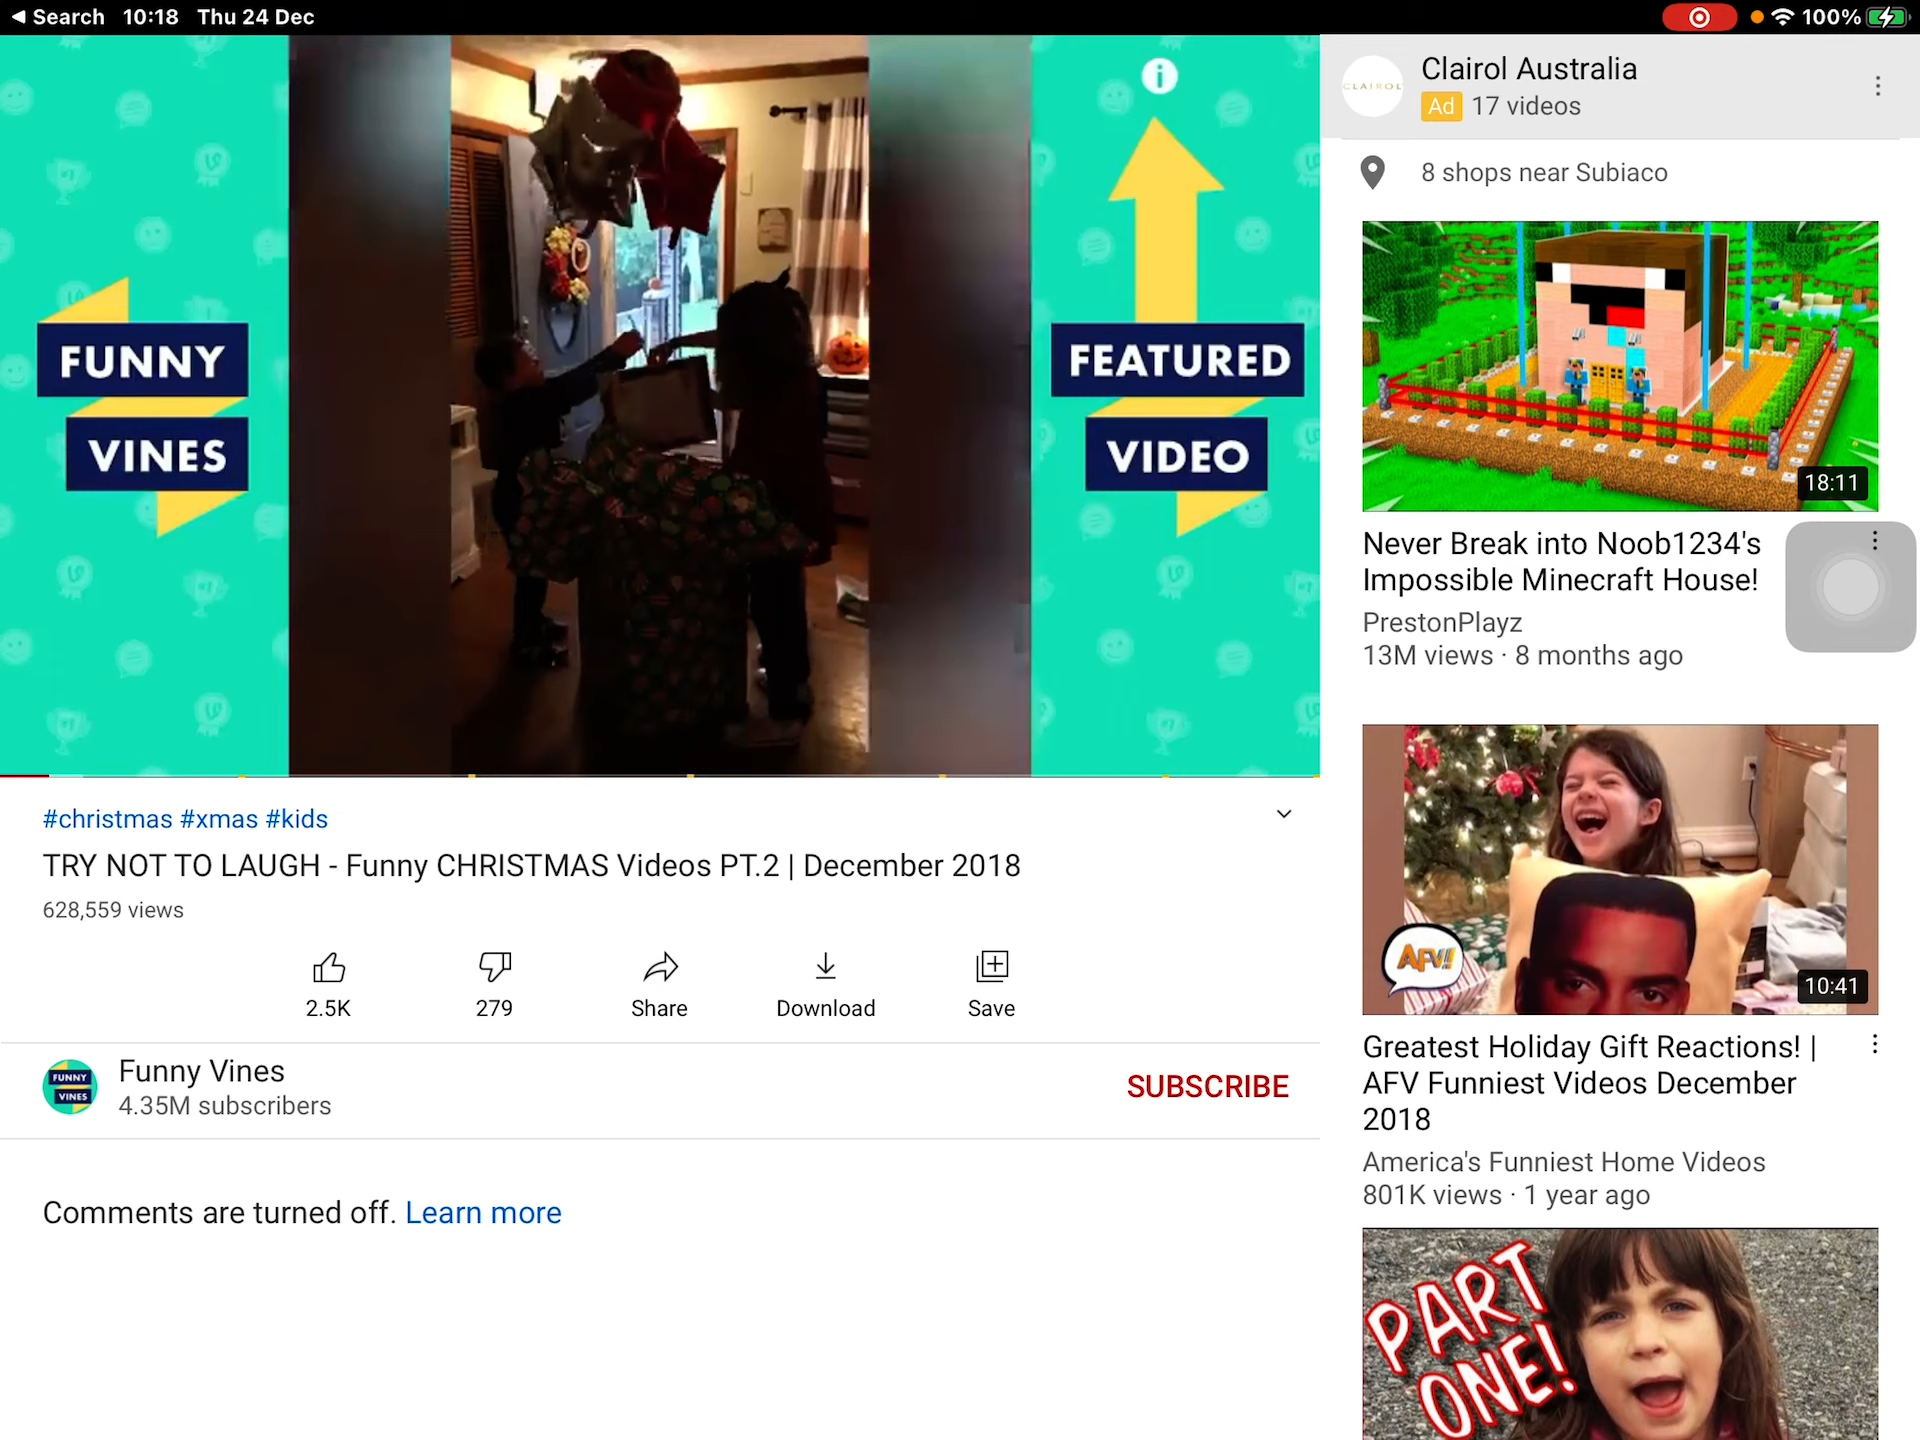 Search 10:18 Thu 24 Dec
100%
FUNNY
VINES
FEATURED
VIDEO
#christmas #xmas #kids
TRY NOT TO LAUGH - Funny CHRISTMAS Videos PT.2 | December 2018
628,559 views
2.5K
279
Share
Download
Save
FUNNY
VINES
Funny Vines
4.35M subscribers
SUBSCRIBE
Comments are turned off. Learn more
CLAIROL
Clairol Australia
Ad 17 videos
8 shops near Subiaco
18:11
Never Break into Noob1234's
Impossible Minecraft House!
PrestonPlayz
13M views · 8 months ago
AFV!
10:41
Greatest Holiday Gift Reactions! |
AFV Funniest Videos December
2018
America's Funniest Home Videos
801K views · 1 year ago
PART
ONE!